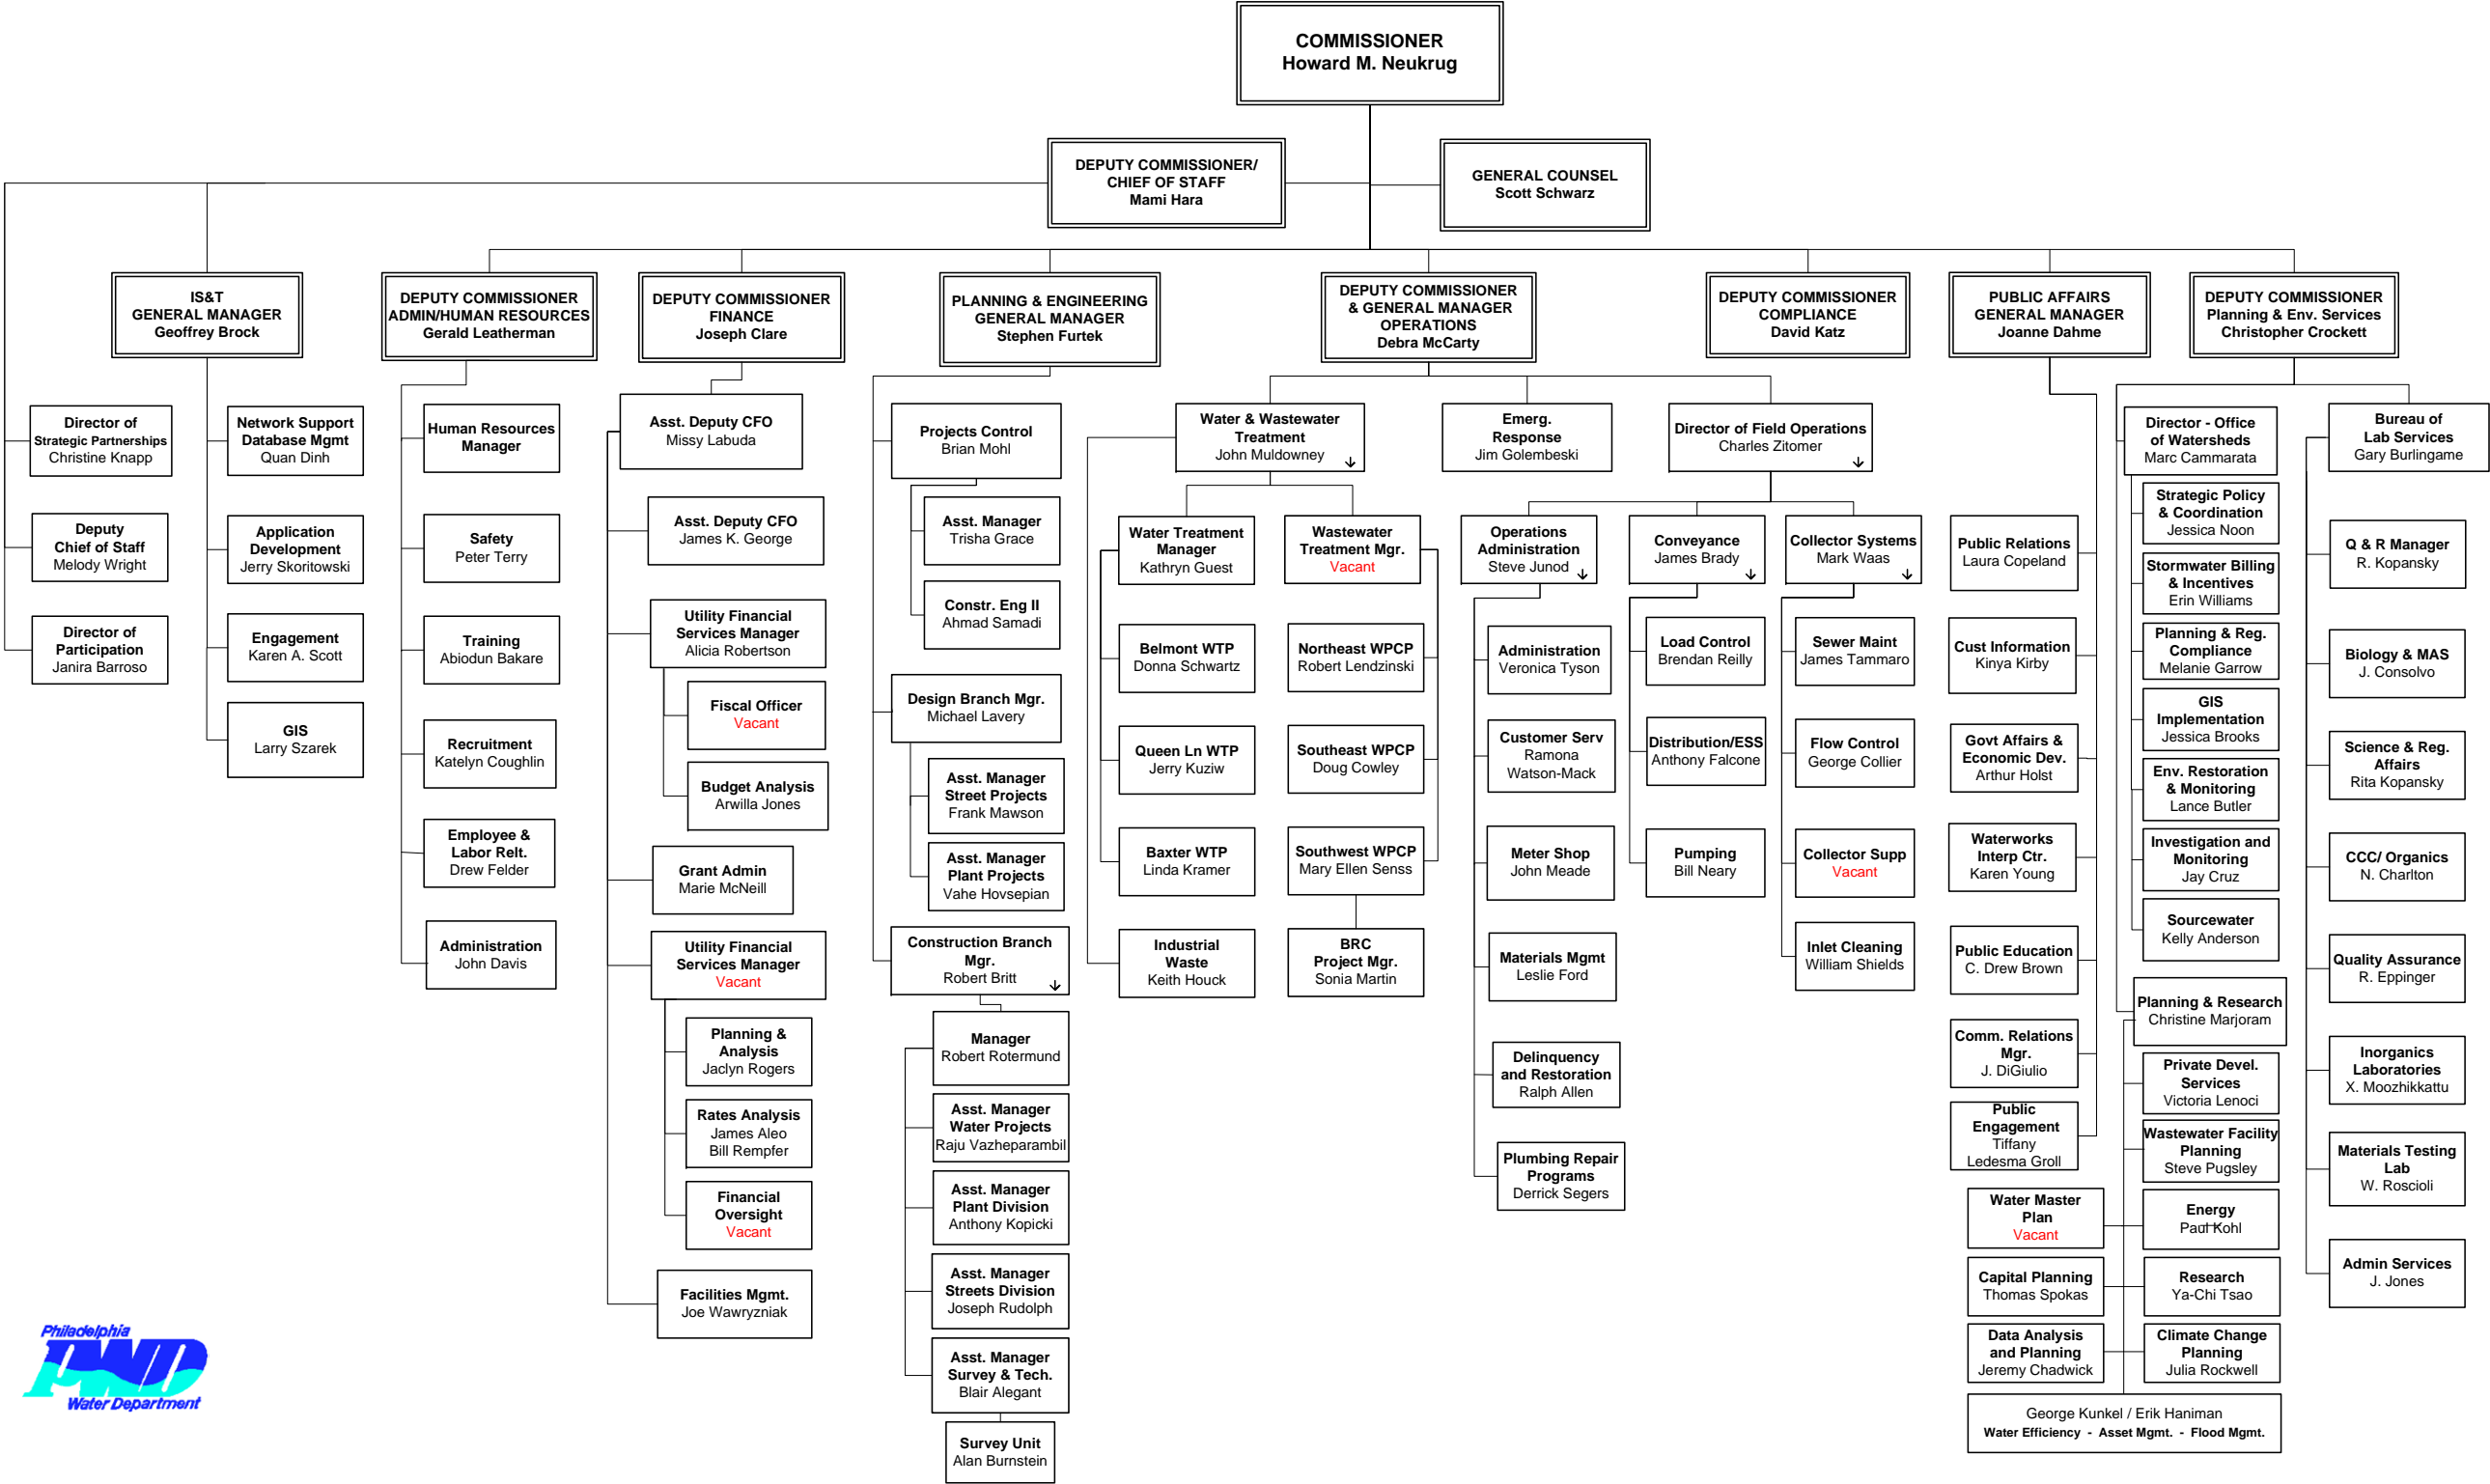 COMMISSIONER
Howard M. Neukrug
DEPUTY COMMISSIONER/
CHIEF OF STAFF
Mami Hara
GENERAL COUNSEL
Scott Schwarz
IS&T
GENERAL MANAGER
Geoffrey Brock
DEPUTY COMMISSIONER
ADMIN/HUMAN RESOURCES
Gerald Leatherman
DEPUTY COMMISSIONER
FINANCE
Joseph Clare
PLANNING & ENGINEERING
GENERAL MANAGER
Stephen Furtek
DEPUTY COMMISSIONER
& GENERAL MANAGER
OPERATIONS
Debra McCarty
DEPUTY COMMISSIONER
COMPLIANCE
David Katz
PUBLIC AFFAIRS
GENERAL MANAGER
Joanne Dahme
DEPUTY COMMISSIONER
Planning & Env. Services
Christopher Crockett
Director of
Strategic Partnerships
Christine Knapp
Deputy
Chief of Staff
Melody Wright
Director of
Participation
Janira Barroso
Network Support
Database Mgmt
Quan Dinh
Application
Development
Jerry Skoritowski
Engagement
Karen A. Scott
GIS
Larry Szarek
Human Resources
Manager
Safety
Peter Terry
Training
Abiodun Bakare
Recruitment
Katelyn Coughlin
Employee &
Labor Relt.
Drew Felder
Administration
John Davis
Asst. Deputy CFO
Missy Labuda
Asst. Deputy CFO
James K. George
Utility Financial
Services Manager
Alicia Robertson
Fiscal Officer
Vacant
Budget Analysis
Arwilla Jones
Grant Admin
Marie McNeill
Utility Financial
Services Manager
Vacant
Planning &
Analysis
Jaclyn Rogers
Rates Analysis
James Aleo
Bill Rempfer
Financial
Oversight
Vacant
Facilities Mgmt.
Joe Wawryzniak
Projects Control
Brian Mohl
Asst. Manager
Trisha Grace
Constr. Eng II
Ahmad Samadi
Design Branch Mgr.
Michael Lavery
Asst. Manager
Street Projects
Frank Mawson
Asst. Manager
Plant Projects
Vahe Hovsepian
Construction Branch
Mgr.
Robert Britt
Manager
Robert Rotermund
Asst. Manager
Water Projects
Raju Vazheparambil
Asst. Manager
Plant Division
Anthony Kopicki
Asst. Manager
Streets Division
Joseph Rudolph
Asst. Manager
Survey & Tech.
Blair Alegant
Survey Unit
Alan Burnstein
Water & Wastewater
Treatment
John Muldowney
Emerg.
Response
Jim Golembeski
Director of Field Operations
Charles Zitomer
Water Treatment
Manager
Kathryn Guest
Belmont WTP
Donna Schwartz
Queen Ln WTP
Jerry Kuziw
Baxter WTP
Linda Kramer
Industrial
Waste
Keith Houck
Wastewater
Treatment Mgr.
Vacant
Northeast WPCP
Robert Lendzinski
Southeast WPCP
Doug Cowley
Southwest WPCP
Mary Ellen Senss
BRC
Project Mgr.
Sonia Martin
Operations
Administration
Steve Junod
Administration
Veronica Tyson
Customer Serv
Ramona
Watson-Mack
Meter Shop
John Meade
Materials Mgmt
Leslie Ford
Delinquency
and Restoration
Ralph Allen
Plumbing Repair
Programs
Derrick Segers
Conveyance
James Brady
Load Control
Brendan Reilly
Distribution/ESS
Anthony Falcone
Pumping
Bill Neary
Collector Systems
Mark Waas
Sewer Maint
James Tammaro
Flow Control
George Collier
Collector Supp
Vacant
Inlet Cleaning
William Shields
Public Relations
Laura Copeland
Cust Information
Kinya Kirby
Govt Affairs &
Economic Dev.
Arthur Holst
Waterworks
Interp Ctr.
Karen Young
Public Education
C. Drew Brown
Comm. Relations
Mgr.
J. DiGiulio
Public
Engagement
Tiffany
Ledesma Groll
Director - Office
of Watersheds
Marc Cammarata
Strategic Policy
& Coordination
Jessica Noon
Stormwater Billing
& Incentives
Erin Williams
Planning & Reg.
Compliance
Melanie Garrow
GIS
Implementation
Jessica Brooks
Env. Restoration
& Monitoring
Lance Butler
Investigation and
Monitoring
Jay Cruz
Sourcewater
Kelly Anderson
Planning & Research
Christine Marjoram
Private Devel.
Services
Victoria Lenoci
Wastewater Facility
Planning
Steve Pugsley
Water Master
Plan
Vacant
Energy
Paul Kohl
Capital Planning
Thomas Spokas
Research
Ya-Chi Tsao
Data Analysis
and Planning
Jeremy Chadwick
Climate Change
Planning
Julia Rockwell
George Kunkel / Erik Haniman
Water Efficiency - Asset Mgmt. - Flood Mgmt.
Bureau of
Lab Services
Gary Burlingame
Q & R Manager
R. Kopansky
Biology & MAS
J. Consolvo
Science & Reg.
Affairs
Rita Kopansky
CCC/ Organics
N. Charlton
Quality Assurance
R. Eppinger
Inorganics
Laboratories
X. Moozhikkattu
Materials Testing
Lab
W. Roscioli
Admin Services
J. Jones
Philadelphia
PWD
Water Department